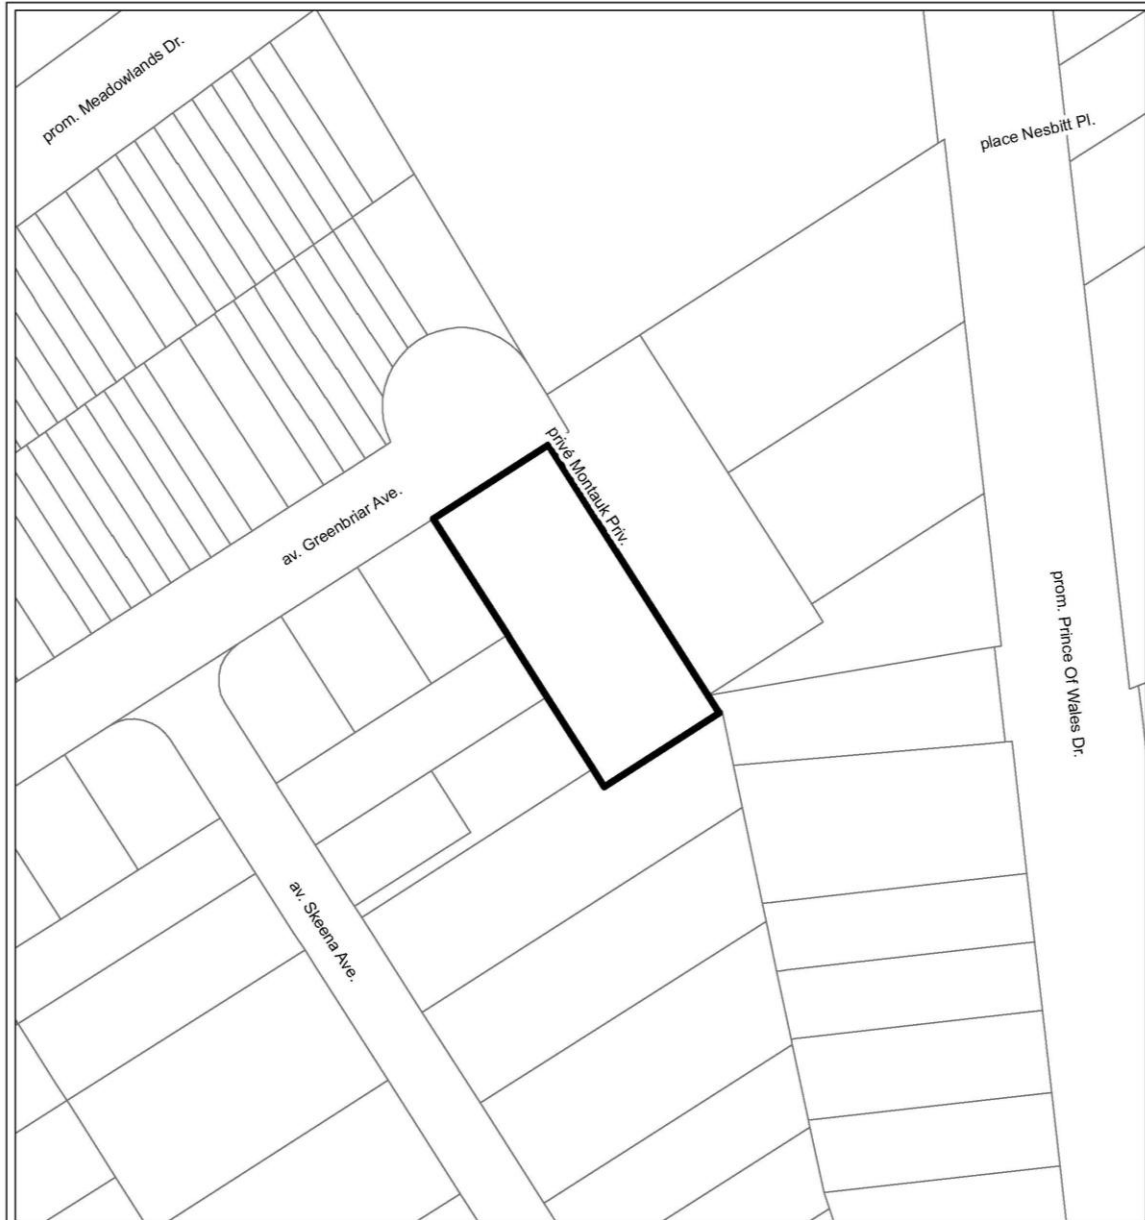 prom. Meadowlands Dr.
place Nesbitt Pl.
privé Montauk Priv.
av. Greenbriar Ave.
prom. Prince Of Wales Dr.
av. Skeena Ave.